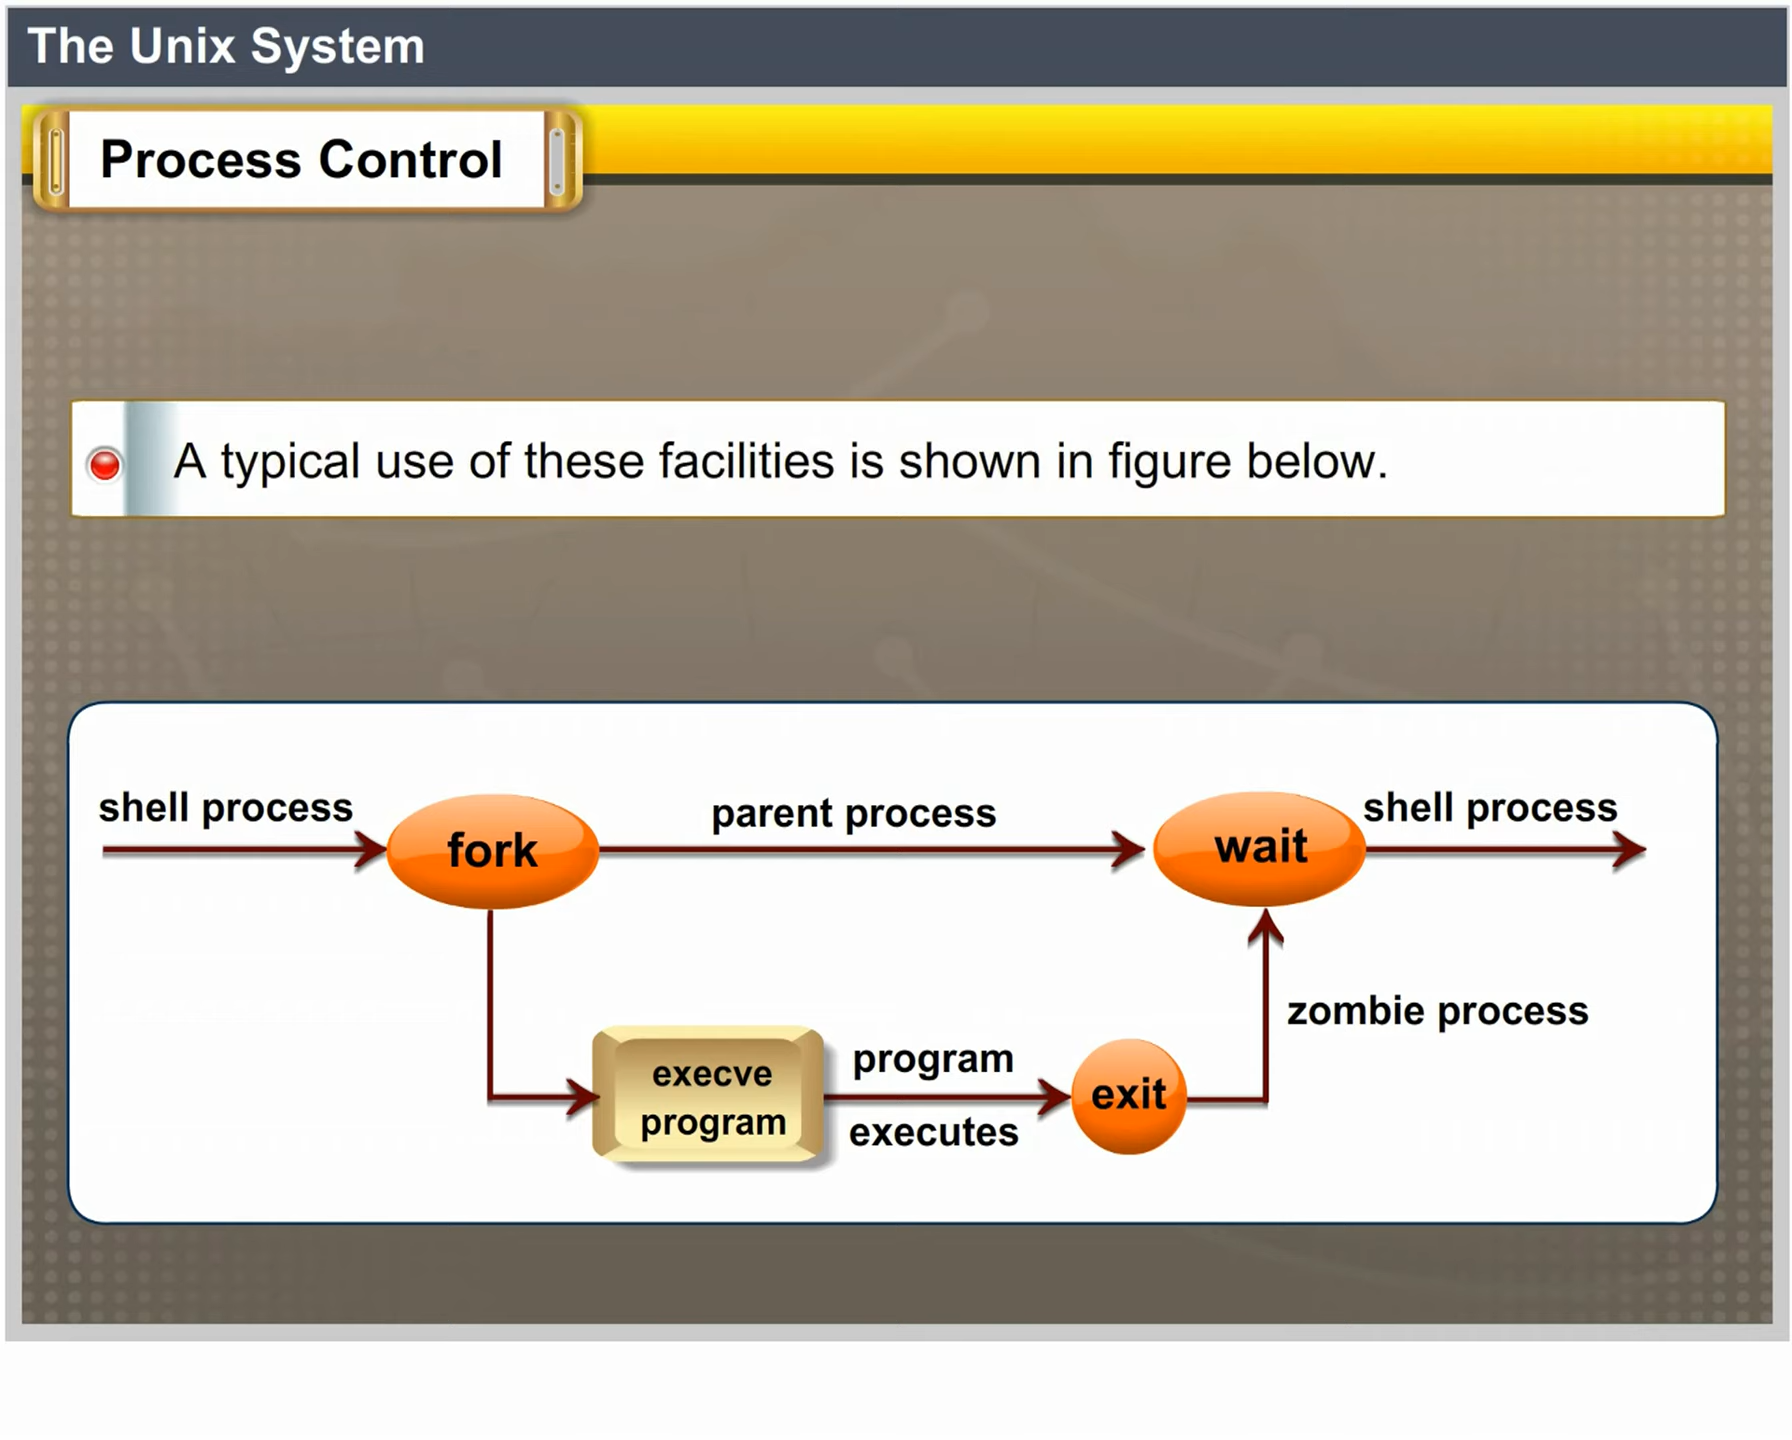 The Unix System
Process Control
A typical use of these facilities is shown in figure below.
shell process
fork
parent process
wait
shell process
execve
program
program
executes
exit
zombie process